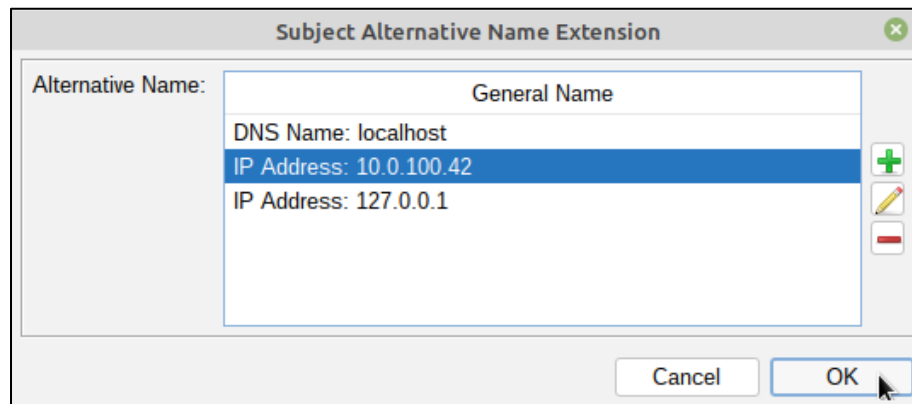 Subject Alternative Name Extension
Alternative Name:
General Name
DNS Name: localhost
IP Address: 10.0.100.42
IP Address: 127.0.0.1
Cancel
OK